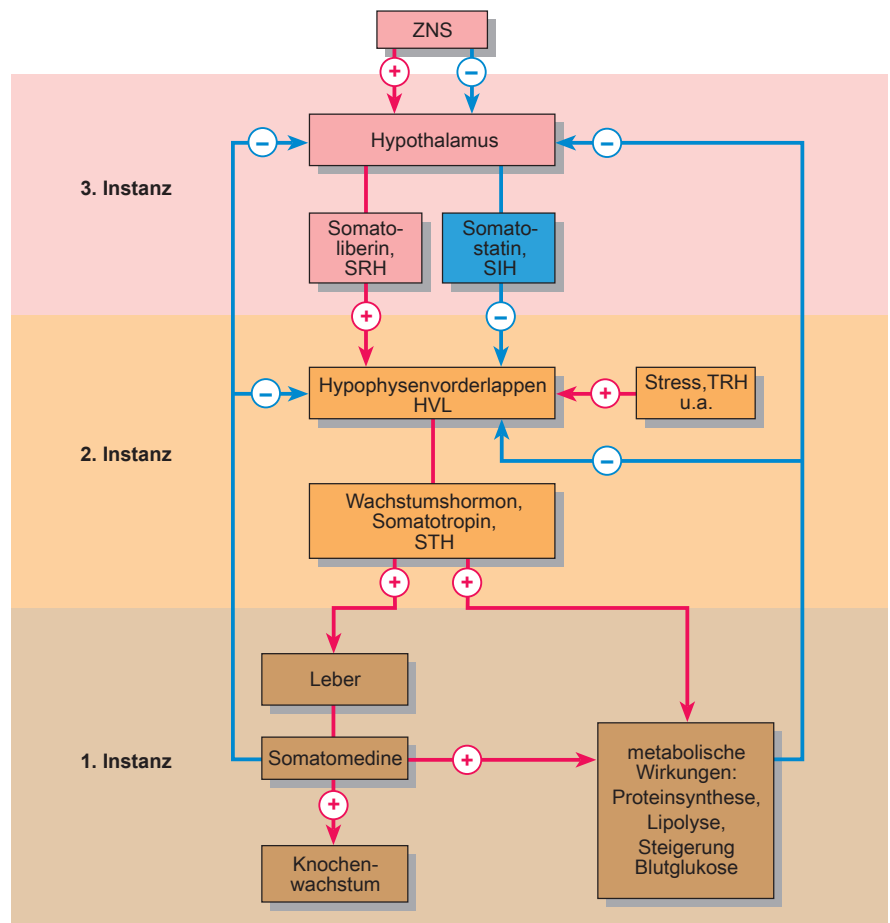 ZNS
+
−
−
Hypothalamus
−
3. Instanz
Somato-
liberin,
SRH
Somato-
statin,
SIH
+
−
−
Hypophysenvorderlappen
HVL
+
Stress,TRH
u.a.
2. Instanz
−
Wachstumshormon,
Somatotropin,
STH
+
+
Leber
1. Instanz
Somatomedine
+
metabolische
Wirkungen:
Proteinsynthese,
Lipolyse,
Steigerung
Blutglukose
+
Knochen-
wachstum